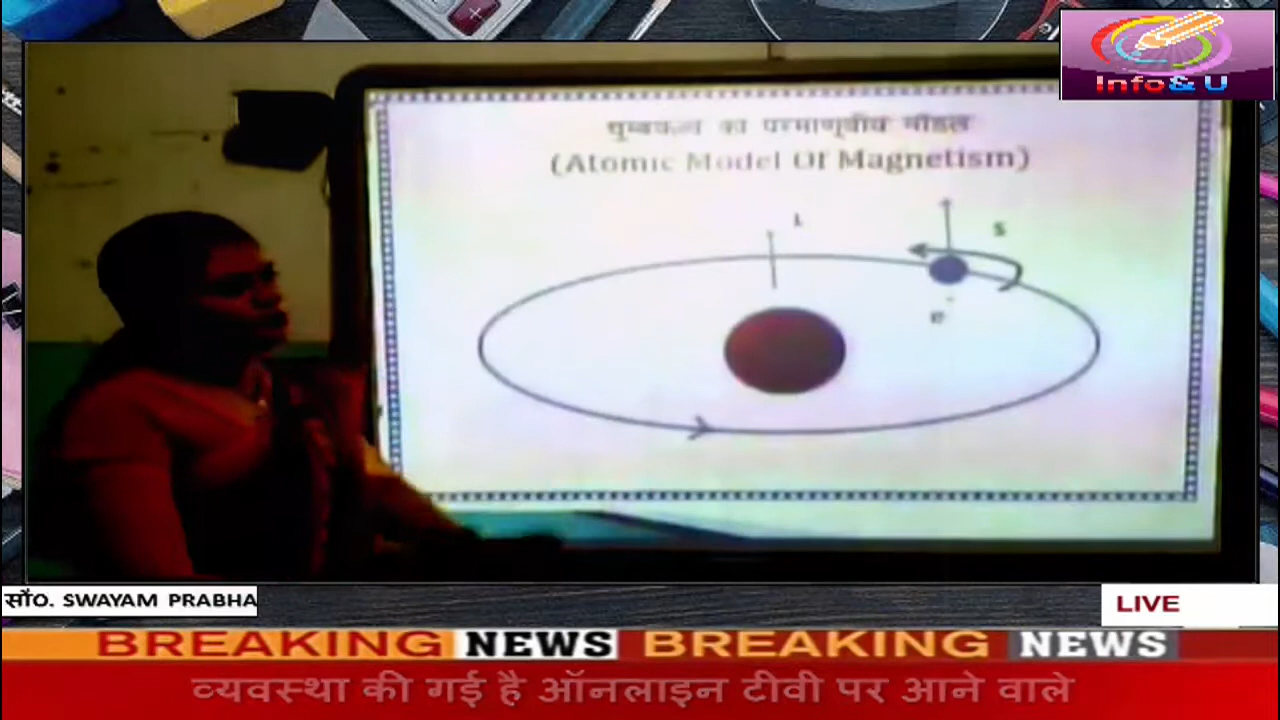 Info & U
चुम्बकत्व का परमाणवीय मॉडल
(Atomic Model Of Magnetism)
L
S
e⁻
सौO. SWAYAM PRABHA
LIVE
BREAKING NEWS BREAKING NEWS
व्यवस्था की गई है ऑनलाइन टीवी पर आने वाले